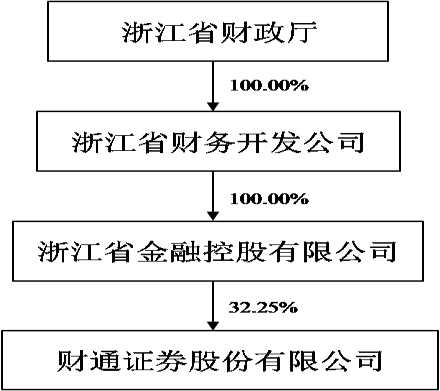 浙江省财政厅
100.00%
浙江省财务开发公司
100.00%
浙江省金融控股有限公司
32.25%
财通证券股份有限公司